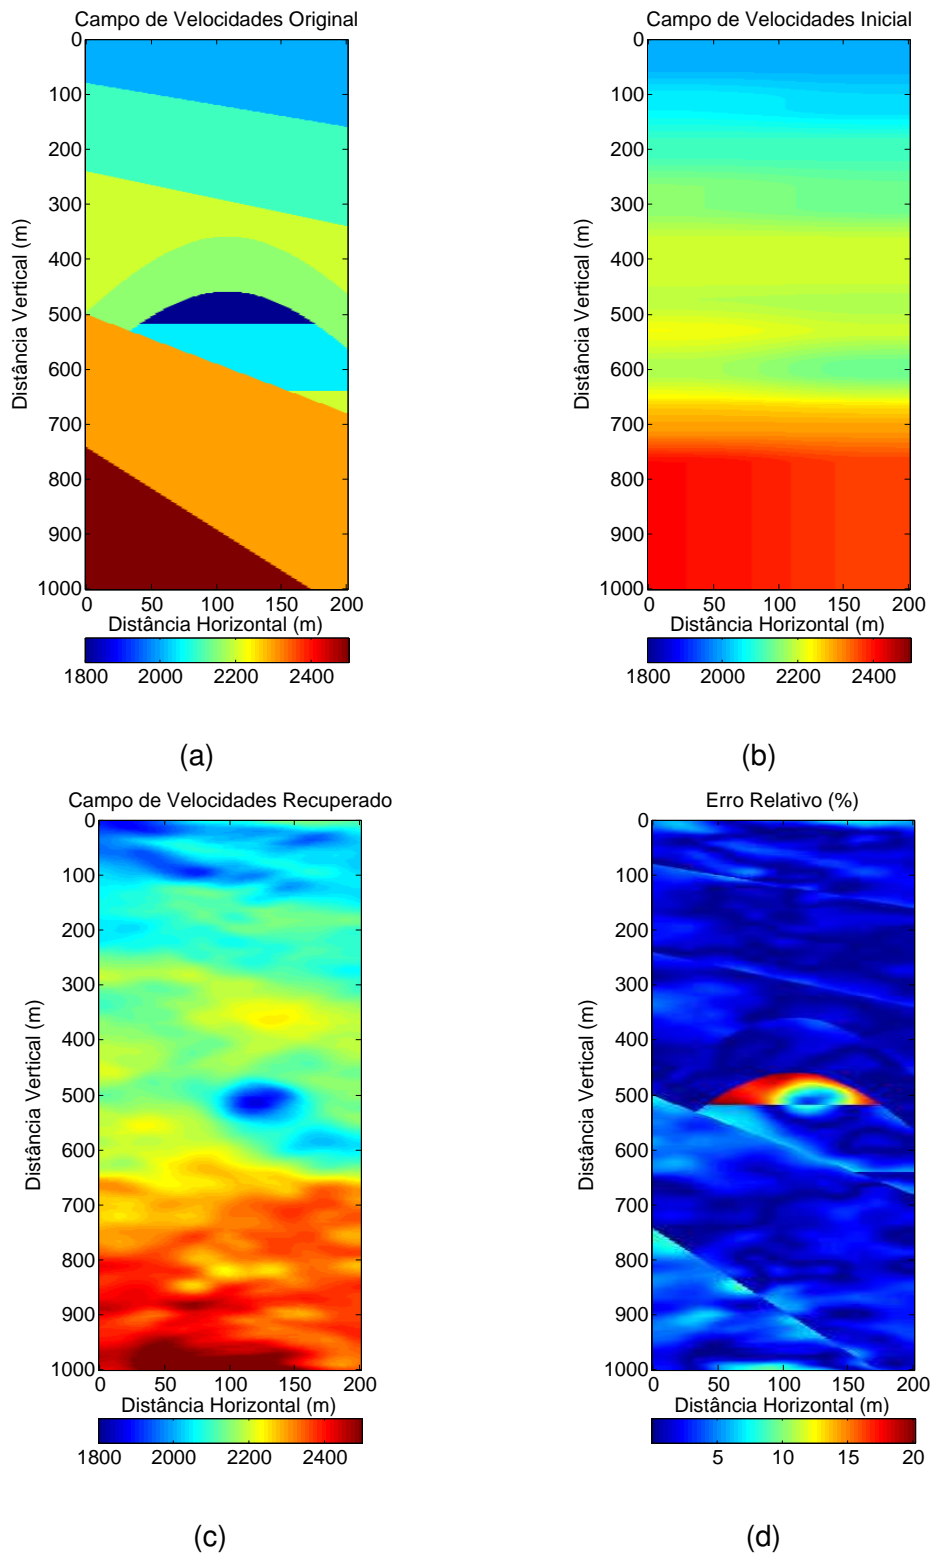 Campo de Velocidades Original
0
100
200
300
400
500
600
700
800
900
1000
Distância Vertical (m)
0 50 100 150 200
Distância Horizontal (m)
1800 2000 2200 2400
(a)
Campo de Velocidades Inicial
0
100
200
300
400
500
600
700
800
900
1000
Distância Vertical (m)
0 50 100 150 200
Distância Horizontal (m)
1800 2000 2200 2400
(b)
Campo de Velocidades Recuperado
0
100
200
300
400
500
600
700
800
900
1000
Distância Vertical (m)
0 50 100 150 200
Distância Horizontal (m)
1800 2000 2200 2400
(c)
Erro Relativo (%)
0
100
200
300
400
500
600
700
800
900
1000
Distância Vertical (m)
0 50 100 150 200
Distância Horizontal (m)
5 10 15 20
(d)